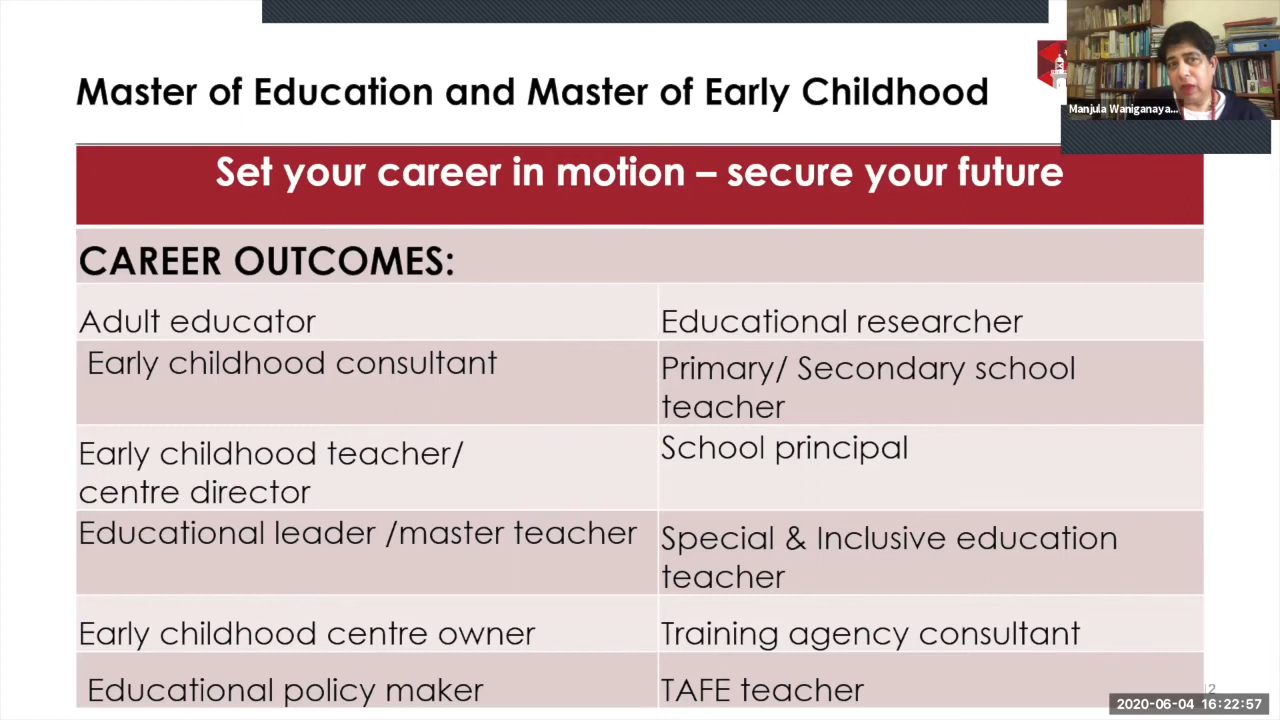 Master of Education and Master of Early Childhood
Manjula Waniganaya...
Set your career in motion – secure your future
CAREER OUTCOMES:
Adult educator
Educational researcher
Early childhood consultant
Primary/ Secondary school
teacher
Early childhood teacher/
centre director
School principal
Educational leader /master teacher
Special & Inclusive education
teacher
Early childhood centre owner
Training agency consultant
Educational policy maker
TAFE teacher
2020-06-04 16:22:57